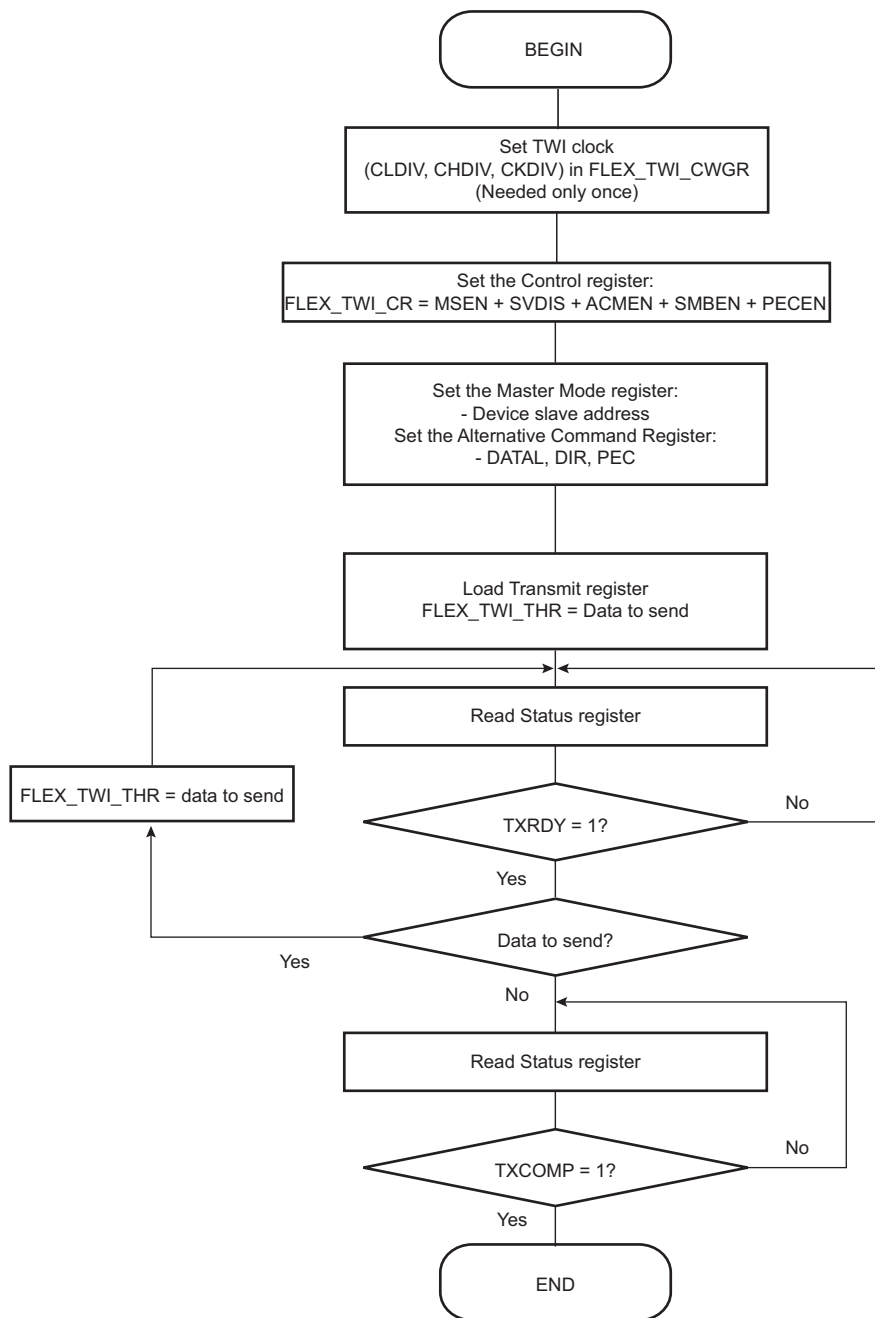 BEGIN
Set TWI clock
(CLDIV, CHDIV, CKDIV) in FLEX_TWI_CWGR
(Needed only once)
Set the Control register:
FLEX_TWI_CR = MSEN + SVDIS + ACMEN + SMBEN + PECEN
Set the Master Mode register:
- Device slave address
Set the Alternative Command Register:
- DATAL, DIR, PEC
Load Transmit register
FLEX_TWI_THR = Data to send
Read Status register
FLEX_TWI_THR = data to send
TXRDY = 1?
No
Yes
Data to send?
Yes
No
Read Status register
TXCOMP = 1?
No
Yes
END